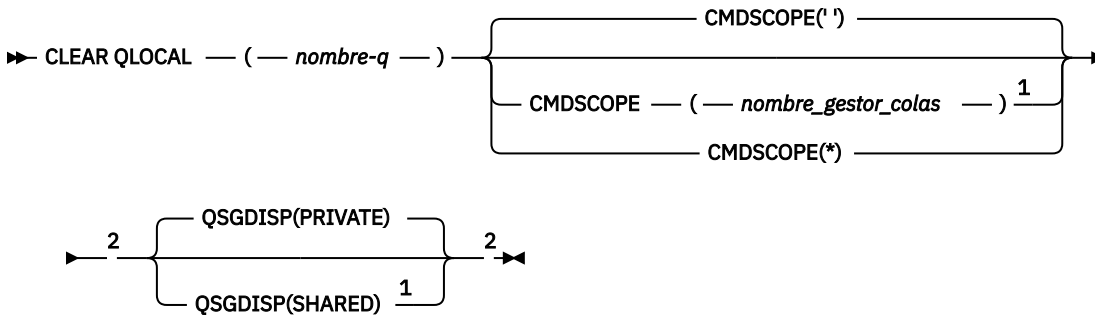 CMDSCOPE(' ')
CLEAR QLOCAL ( nombre-q )
CMDSCOPE ( nombre_gestor_colas ) 1
CMDSCOPE(*)
QSGDISP(PRIVATE)
2 2
QSGDISP(SHARED) 1